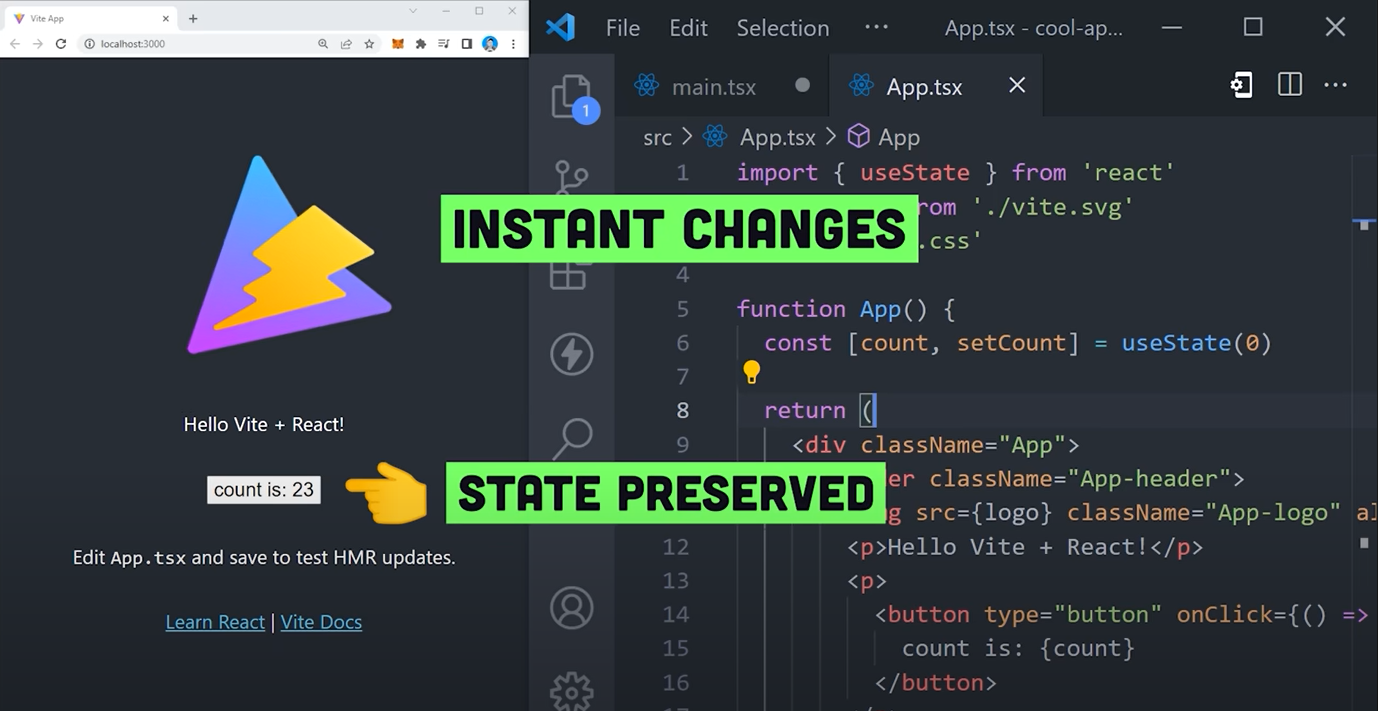 Vite App
localhost:3000
Hello Vite + React!
count is: 23
Edit App.tsx and save to test HMR updates.
Learn React | Vite Docs
INSTANT CHANGES
STATE PRESERVED
File Edit Selection ··· App.tsx - cool-ap...
1
main.tsx App.tsx
src > App.tsx > App
1 import { useState } from 'react'
from './vite.svg'
.css'
4
5 function App() {
6 const [count, setCount] = useState(0)
7
8 return (
9 <div className="App">
className="App-header">
src={logo} className="App-logo"
12 <p>Hello Vite + React!</p>
13 <p>
14 <button type="button" onClick={() =>
15 count is: {count}
16 </button>